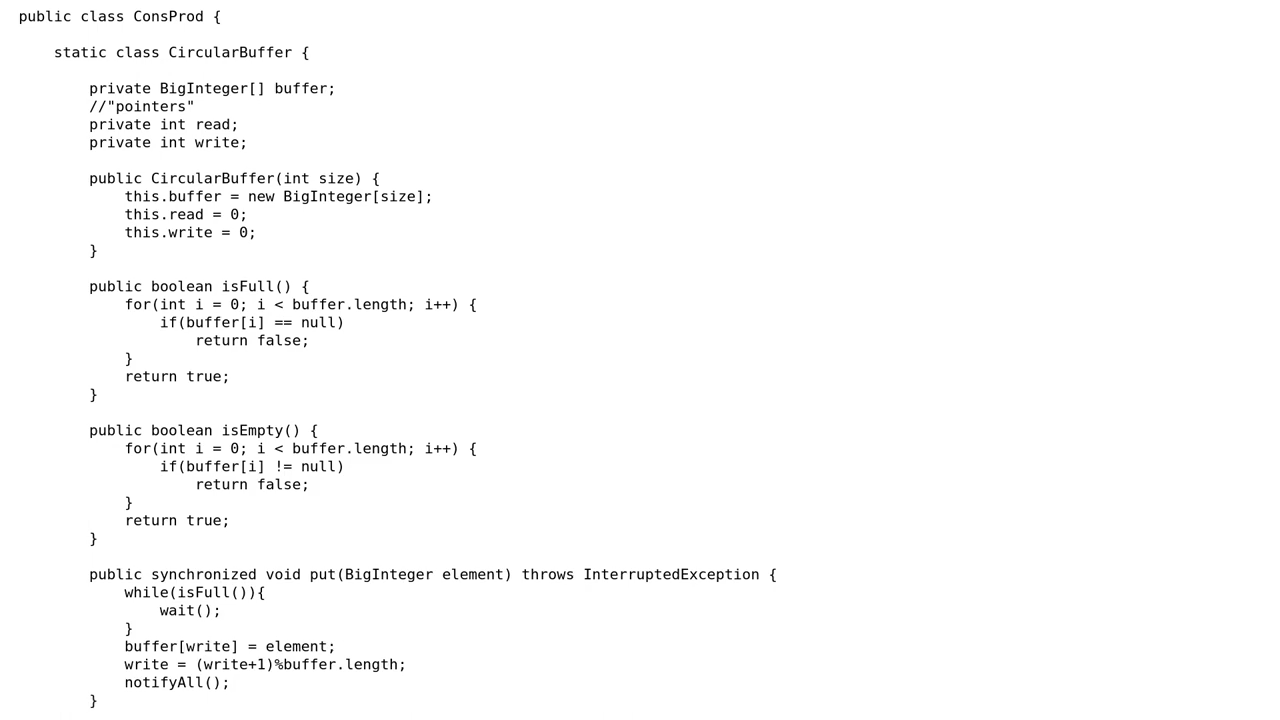 public class ConsProd {
static class CircularBuffer {
private BigInteger[] buffer;
//"pointers"
private int read;
private int write;
public CircularBuffer(int size) {
this.buffer = new BigInteger[size];
this.read = 0;
this.write = 0;
}
public boolean isFull() {
for(int i = 0; i < buffer.length; i++) {
if(buffer[i] == null)
return false;
}
return true;
}
public boolean isEmpty() {
for(int i = 0; i < buffer.length; i++) {
if(buffer[i] != null)
return false;
}
return true;
}
public synchronized void put(BigInteger element) throws InterruptedException {
while(isFull()){
wait();
}
buffer[write] = element;
write = (write+1)%buffer.length;
notifyAll();
}